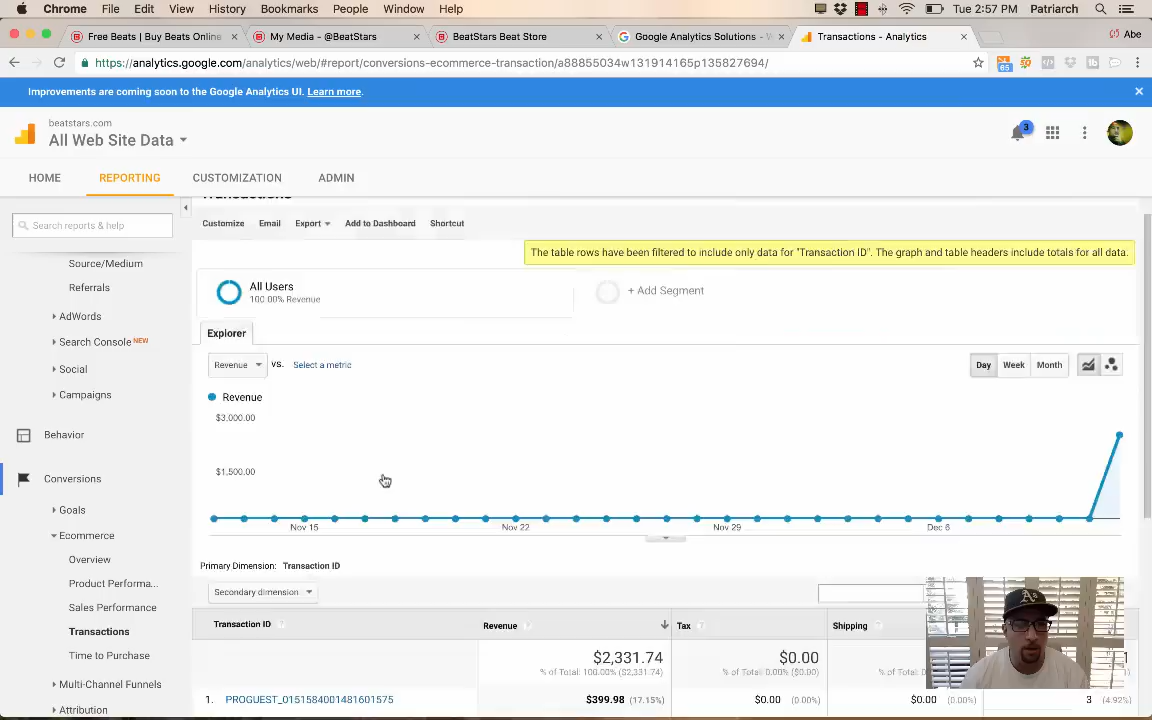 Chrome File Edit View History Bookmarks People Window Help Tue 2:57 PM Patriarch
Free Beats | Buy Beats Online My Media - @BeatStars BeatStars Beat Store Google Analytics Solutions - Transactions - Analytics Abe
https://analytics.google.com/analytics/web/#report/conversions-ecommerce-transaction/a88855034w131914165p135827694/
Improvements are coming soon to the Google Analytics UI. Learn more.
beatstars.com
All Web Site Data
3
HOME REPORTING CUSTOMIZATION ADMIN
Transactions
Search reports & help
Customize Email Export Add to Dashboard Shortcut
The table rows have been filtered to include only data for "Transaction ID". The graph and table headers include totals for all data.
Source/Medium
Referrals
AdWords
Search Console NEW
Social
Campaigns
Behavior
Conversions
Goals
Ecommerce
Overview
Product Performa...
Sales Performance
Transactions
Time to Purchase
Multi-Channel Funnels
Attribution
All Users
100.00% Revenue
+ Add Segment
Explorer
Revenue VS. Select a metric
Day Week Month
Revenue
$3,000.00
$1,500.00
Nov 15 Nov 22 Nov 29 Dec 6
Primary Dimension: Transaction ID
Secondary dimension
Transaction ID Revenue Tax Shipping
$2,331.74 $0.00
% of Total: 100.00% ($2,331.74) % of Total: 0.00% ($0.00)
1. PROGUEST_0151584001481601575 $399.98 (17.15%) $0.00 (0.00%) $0.00 (0.00%) 3 (4.92%)